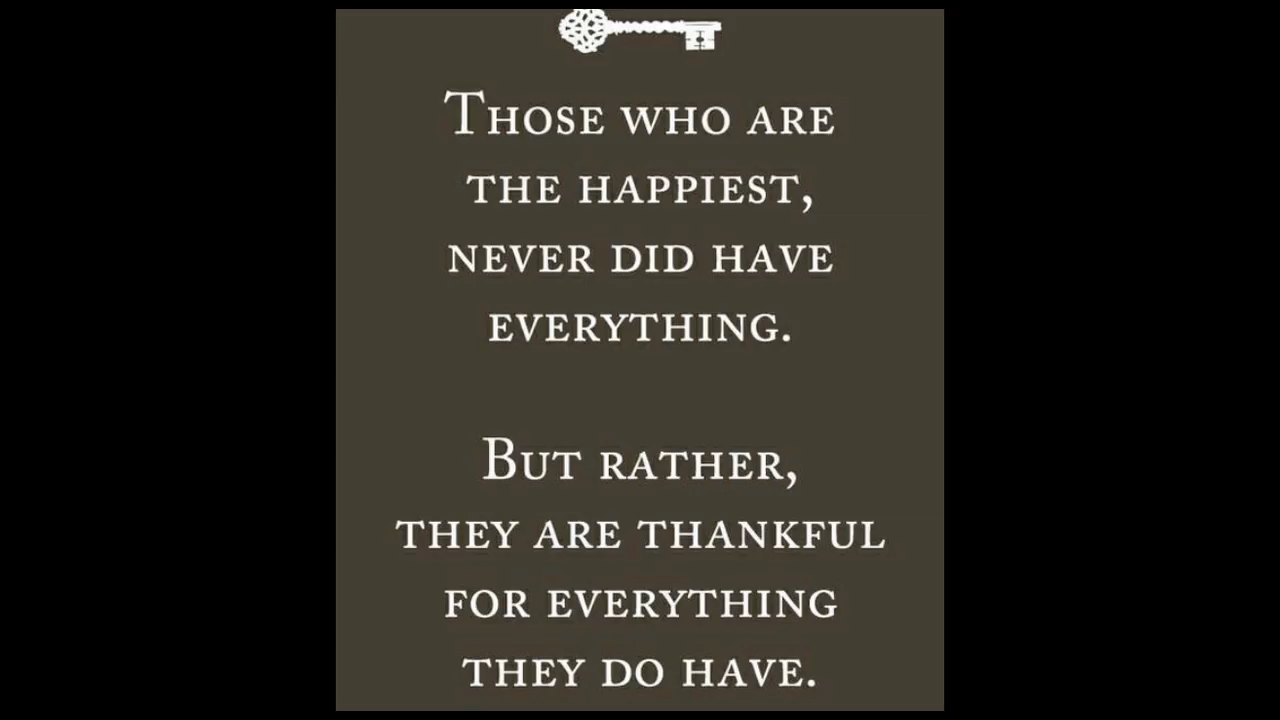 Those who are
the happiest,
never did have
everything.
But rather,
they are thankful
for everything
they do have.